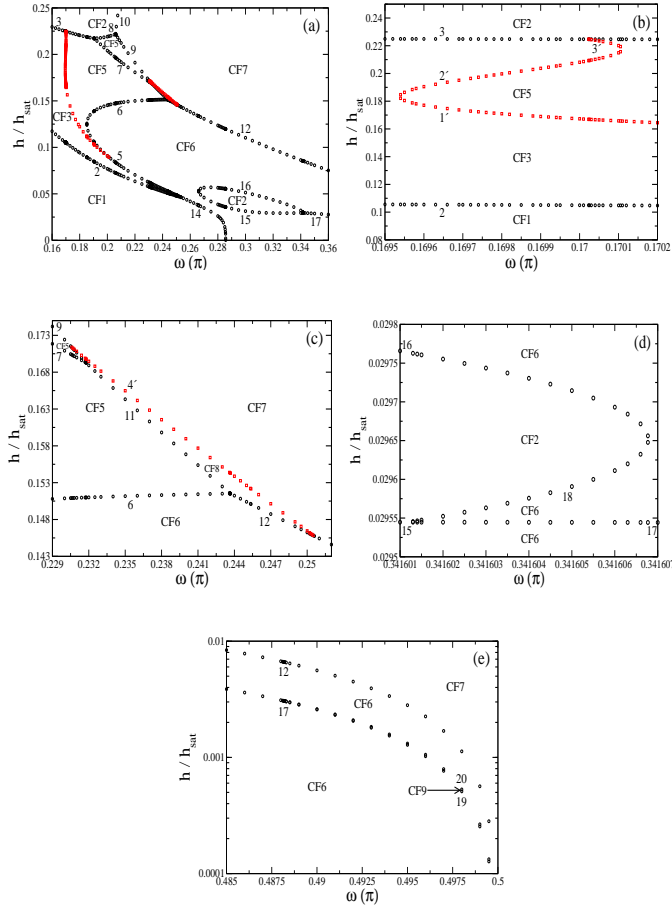 (a)
h / h_sat
0.25
0.2
0.15
0.1
0.05
0
3
CF2
8
10
CF5
9
CF5
7
CF7
6
12
CF3
CF6
5
2
16
CF1
CF2
14
15
17
0.16 0.18 0.2 0.22 0.24 0.26 0.28 0.3 0.32 0.34 0.36
ω (π)
(b)
h / h_sat
0.24
0.22
0.2
0.18
0.16
0.14
0.12
0.1
0.08
CF2
3
3´
2´
CF5
1´
CF3
2
CF1
0.1695 0.1696 0.1697 0.1698 0.1699 0.17 0.1701 0.1702
ω (π)
(c)
h / h_sat
0.173
0.168
0.163
0.158
0.153
0.148
0.143
9
CF5
7
4´
CF5
11
CF7
CF8
6
CF6
12
0.229 0.232 0.235 0.238 0.241 0.244 0.247 0.25
ω (π)
(d)
h / h_sat
0.0298
0.02975
0.0297
0.02965
0.0296
0.02955
0.0295
16
CF6
CF2
18
CF6
15
17
CF6
0.341601 0.341602 0.341603 0.341604 0.341605 0.341606 0.341607
ω (π)
(e)
h / h_sat
0.01
0.001
0.0001
12
CF7
CF6
17
20
CF6
CF9
19
0.485 0.4875 0.49 0.4925 0.495 0.4975 0.5
ω (π)